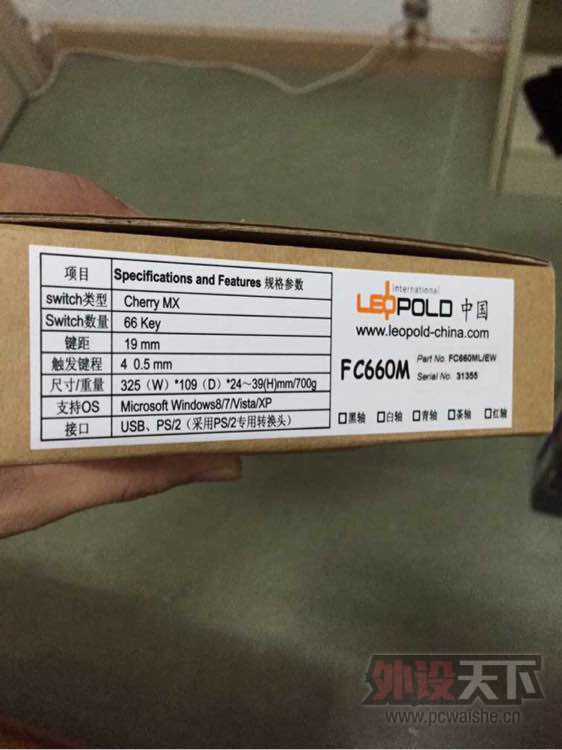 项目 Specifications and Features 规格参数
switch类型 Cherry MX
Switch数量 66 Key
键距 19 mm
触发键程 4 0.5 mm
尺寸/重量 325（W）*109（D）*24~39(H)mm/700g
支持OS Microsoft Windows8/7/Vista/XP
接口 USB、PS/2（采用PS/2专用转换头）
international
LEOPOLD 中国
www.leopold-china.com
FC660M
Part No. FC660ML/EW
Serial No. 31355
□黑轴 □白轴 □青轴 □茶轴 □红轴
外设天下
www.pcwaishe.cn